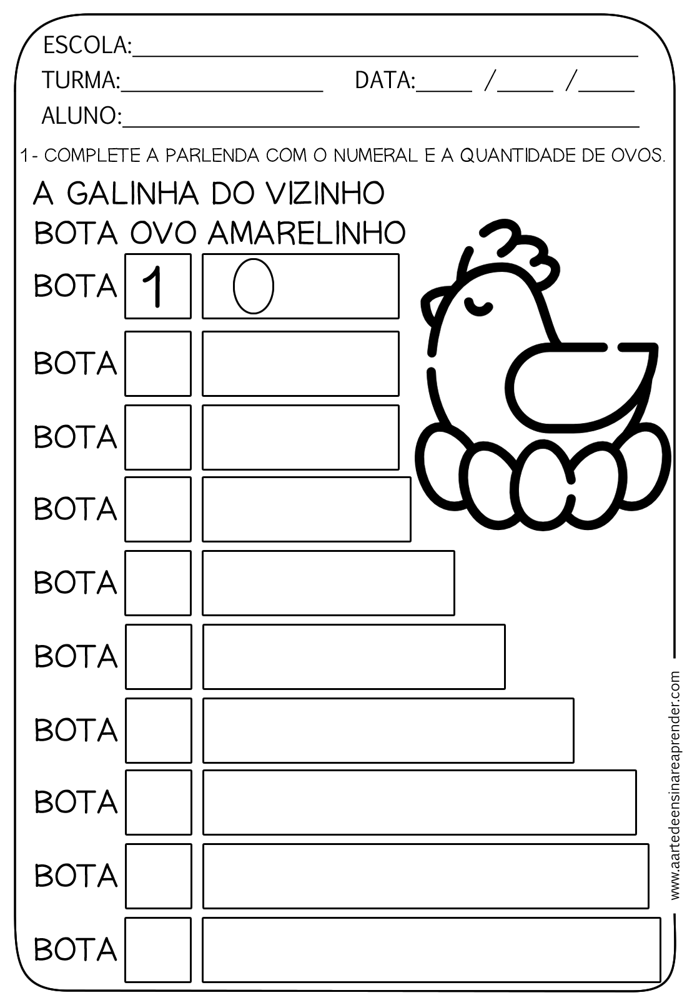 ESCOLA:
TURMA: DATA: / /
ALUNO:
1- COMPLETE A PARLENDA COM O NUMERAL E A QUANTIDADE DE OVOS.
A GALINHA DO VIZINHO
BOTA OVO AMARELINHO
BOTA 1
BOTA
BOTA
BOTA
BOTA
BOTA
BOTA
BOTA
BOTA
BOTA
www.aartedeensinareaprender.com